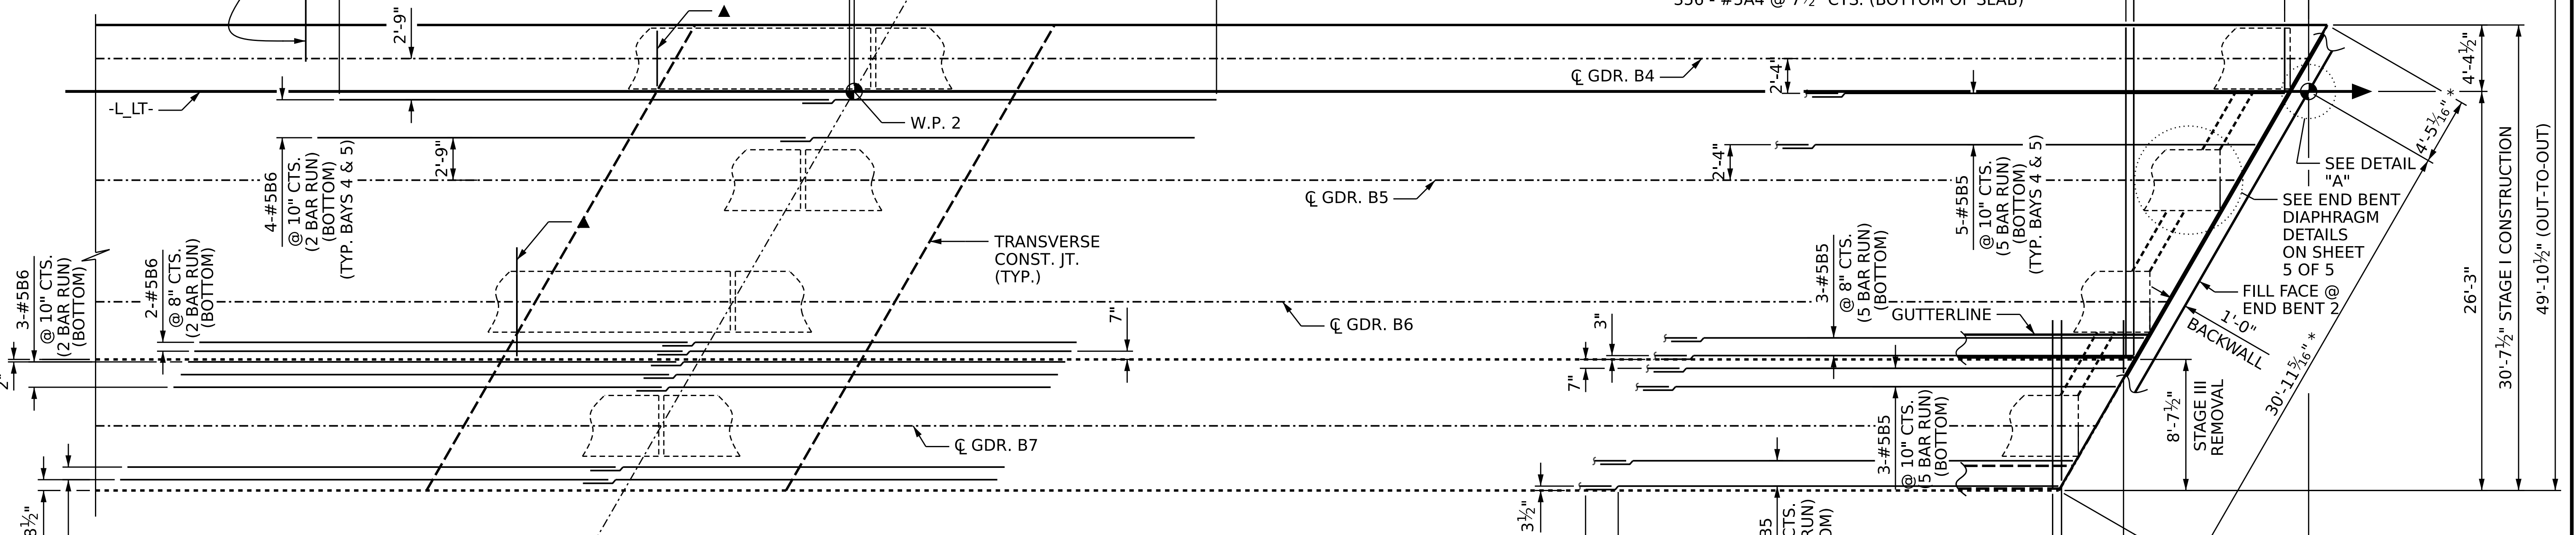 356 - #5A4 @ 7½" CTS. (BOTTOM OF SLAB)
2'-9"
▲
℄ GDR. B4
2'-4"
4'-4½"
-L_LT-
W.P. 2
4'-5 1/16" *
4-#5B6
@ 10" CTS.
(2 BAR RUN)
(BOTTOM)
(TYP. BAYS 4 & 5)
2'-9"
2'-4"
5-#5B5
@ 10" CTS.
(5 BAR RUN)
(BOTTOM)
(TYP. BAYS 4 & 5)
SEE DETAIL
"A"
℄ GDR. B5
SEE END BENT
DIAPHRAGM
DETAILS
ON SHEET
5 OF 5
▲
TRANSVERSE
CONST. JT.
(TYP.)
3-#5B6
@ 10" CTS.
(2 BAR RUN)
(BOTTOM)
2-#5B6
@ 8" CTS.
(2 BAR RUN)
(BOTTOM)
3-#5B5
@ 8" CTS.
(5 BAR RUN)
(BOTTOM)
GUTTERLINE
FILL FACE @
END BENT 2
1'-0"
BACKWALL
26'-3"
30'-7½" STAGE I CONSTRUCTION
49'-10½" (OUT-TO-OUT)
℄ GDR. B6
7"
3"
7"
2"
30'-11 5/16" *
8'-7½"
STAGE III
REMOVAL
3-#5B5
@ 10" CTS.
(5 BAR RUN)
(BOTTOM)
℄ GDR. B7
3½"